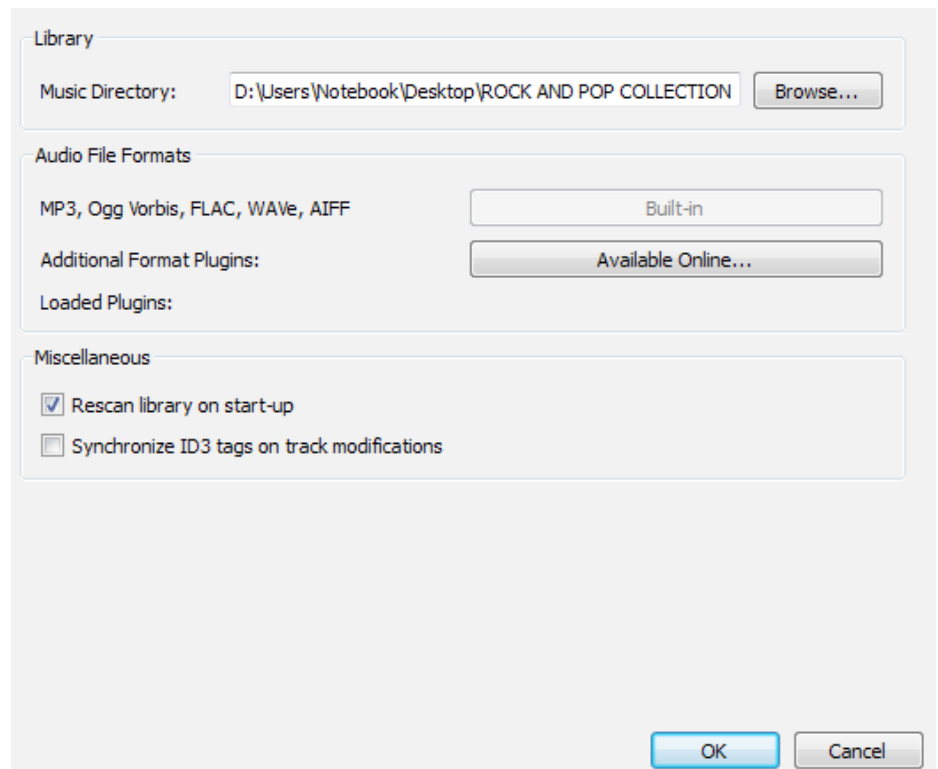 Library
Music Directory: D:\Users\Notebook\Desktop\ROCK AND POP COLLECTION Browse...
Audio File Formats
MP3, Ogg Vorbis, FLAC, WAVe, AIFF Built-in
Additional Format Plugins: Available Online...
Loaded Plugins:
Miscellaneous
Rescan library on start-up
Synchronize ID3 tags on track modifications
OK Cancel